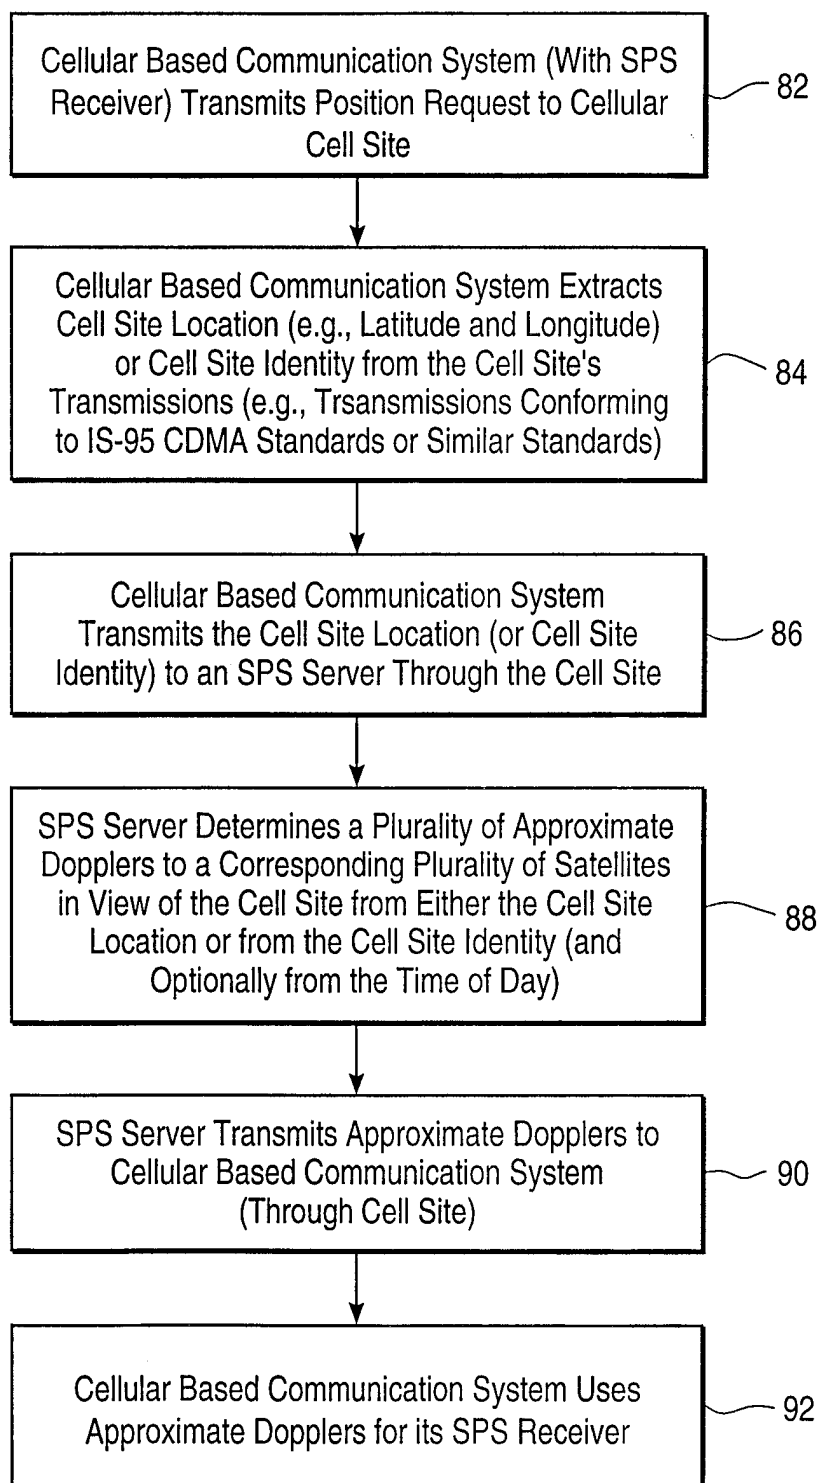 Cellular Based Communication System (With SPS
Receiver) Transmits Position Request to Cellular
Cell Site
82
Cellular Based Communication System Extracts
Cell Site Location (e.g., Latitude and Longitude)
or Cell Site Identity from the Cell Site's
Transmissions (e.g., Trsansmissions Conforming
to IS-95 CDMA Standards or Similar Standards)
84
Cellular Based Communication System
Transmits the Cell Site Location (or Cell Site
Identity) to an SPS Server Through the Cell Site
86
SPS Server Determines a Plurality of Approximate
Dopplers to a Corresponding Plurality of Satellites
in View of the Cell Site from Either the Cell Site
Location or from the Cell Site Identity (and
Optionally from the Time of Day)
88
SPS Server Transmits Approximate Dopplers to
Cellular Based Communication System
(Through Cell Site)
90
Cellular Based Communication System Uses
Approximate Dopplers for its SPS Receiver
92